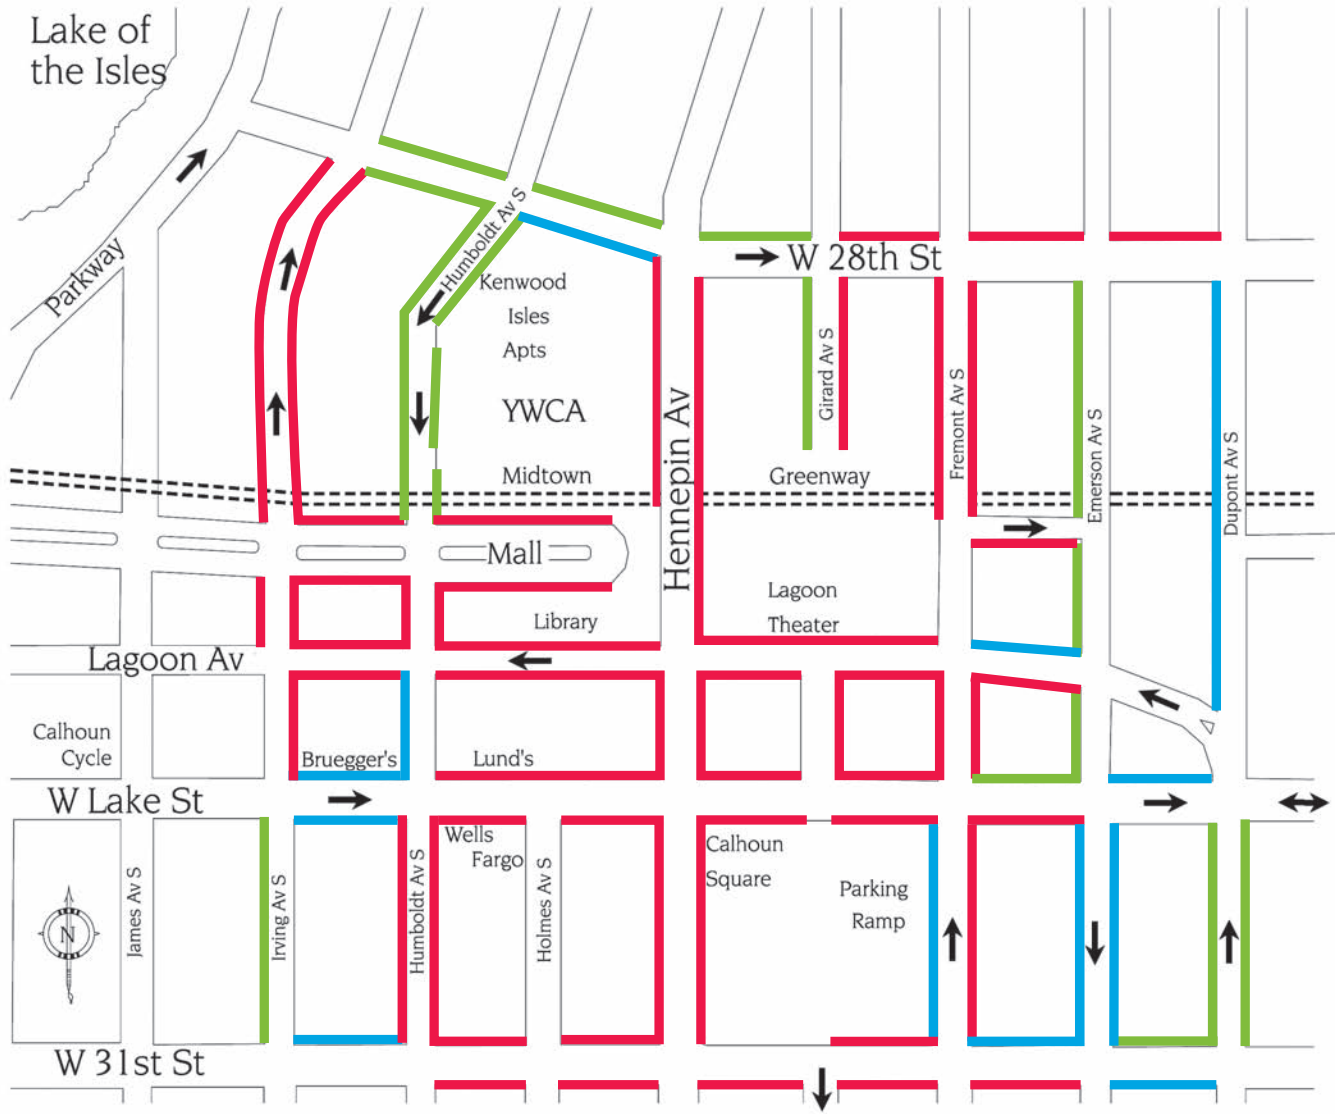 Lake of
the Isles
Parkway
Humboldt Av S
W 28th St
Kenwood
Isles
Apts
YWCA
Midtown
Greenway
Hennepin Av
Girard Av S
Fremont Av S
Emerson Av S
Dupont Av S
Mall
Library
Lagoon
Theater
Lagoon Av
Calhoun
Cycle
Bruegger's
Lund's
W Lake St
Wells
Fargo
Calhoun
Square
Parking
Ramp
N
James Av S
Irving Av S
Humboldt Av S
Holmes Av S
W 31st St